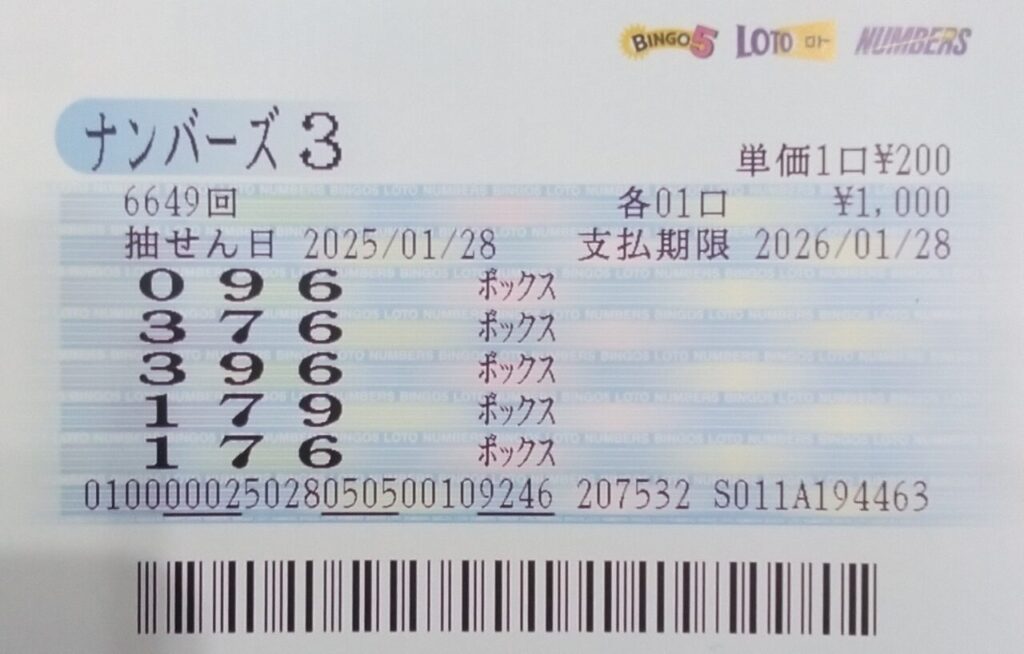 BINGO5 LOTO ロト NUMBERS
ナンバーズ3
単価1口¥200
6649回 各01口 ¥1,000
抽せん日 2025/01/28 支払期限 2026/01/28
0 9 6 ボックス
3 7 6 ボックス
3 9 6 ボックス
1 7 9 ボックス
1 7 6 ボックス
010000025028050500109246 207532 S011A194463